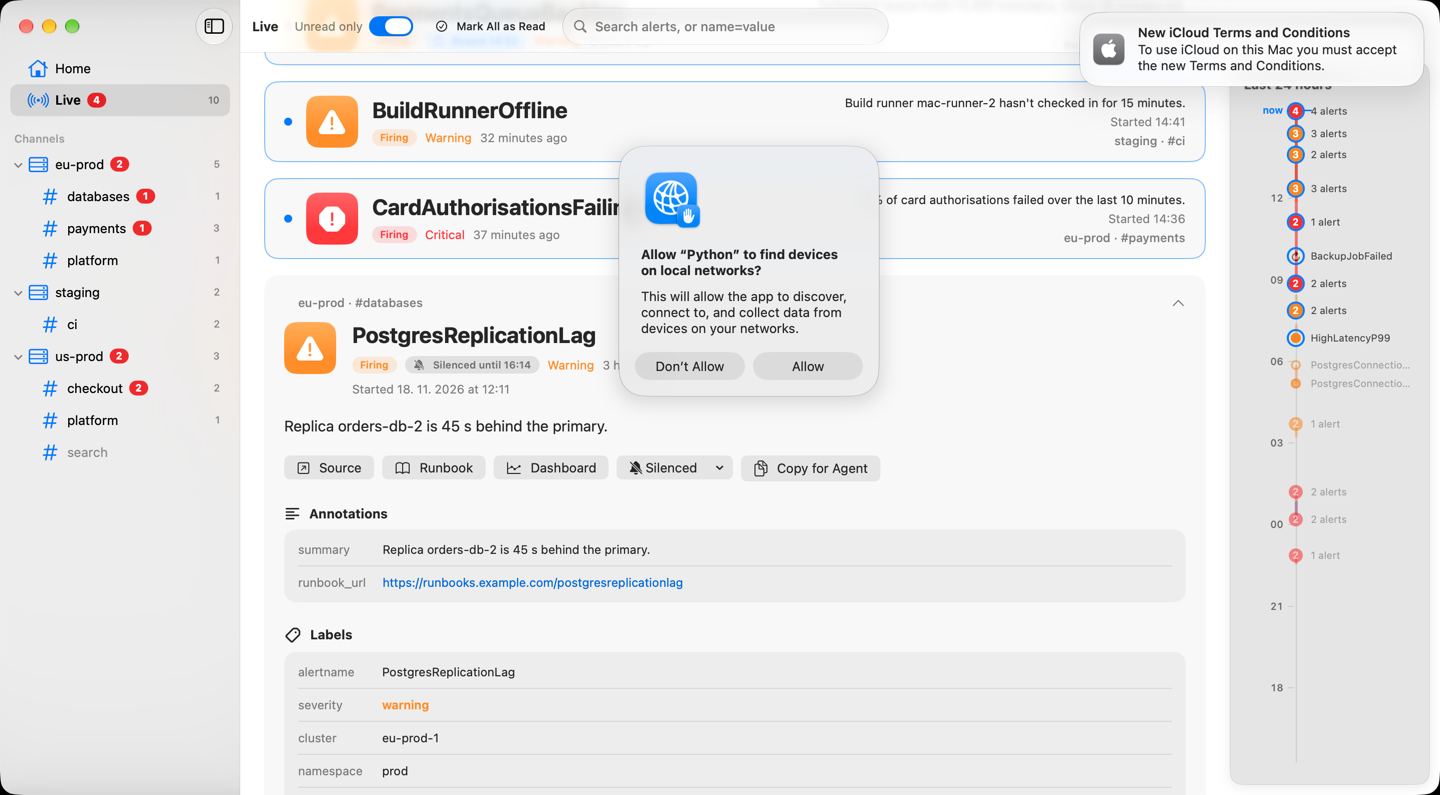 Live
Unread only
Mark All as Read
Search alerts, or name=value
New iCloud Terms and Conditions
To use iCloud on this Mac you must accept
the new Terms and Conditions.
Home
Live 4 10
Channels
eu-prod 2 5
databases 1 1
payments 1 3
platform 1
staging 2
ci 2
us-prod 2 3
checkout 2 2
platform 1
search
BuildRunnerOffline
Firing Warning 32 minutes ago
Build runner mac-runner-2 hasn't checked in for 15 minutes.
Started 14:41
staging · #ci
Firing Critical 37 minutes ago
% of card authorisations failed over the last 10 minutes.
Started 14:36
eu-prod · #payments
Allow “Python” to find devices
on local networks?
This will allow the app to discover,
connect to, and collect data from
devices on your networks.
Don’t Allow
Allow
eu-prod · #databases
PostgresReplicationLag
Firing Silenced until 16:14 Warning 3 h
Started 18. 11. 2026 at 12:11
Replica orders-db-2 is 45 s behind the primary.
Source
Runbook
Dashboard
Silenced
Copy for Agent
Annotations
summary Replica orders-db-2 is 45 s behind the primary.
runbook_url https://runbooks.example.com/postgresreplicationlag
Labels
alertname PostgresReplicationLag
severity warning
cluster eu-prod-1
namespace prod
Last 24 hours
now 4 4 alerts
3 3 alerts
3 2 alerts
3 3 alerts
12
2 1 alert
BackupJobFailed
09 2 2 alerts
2 2 alerts
HighLatencyP99
06
PostgresConnectio...
PostgresConnectio...
2 1 alert
03
2 2 alerts
00 2 2 alerts
2 1 alert
21
18